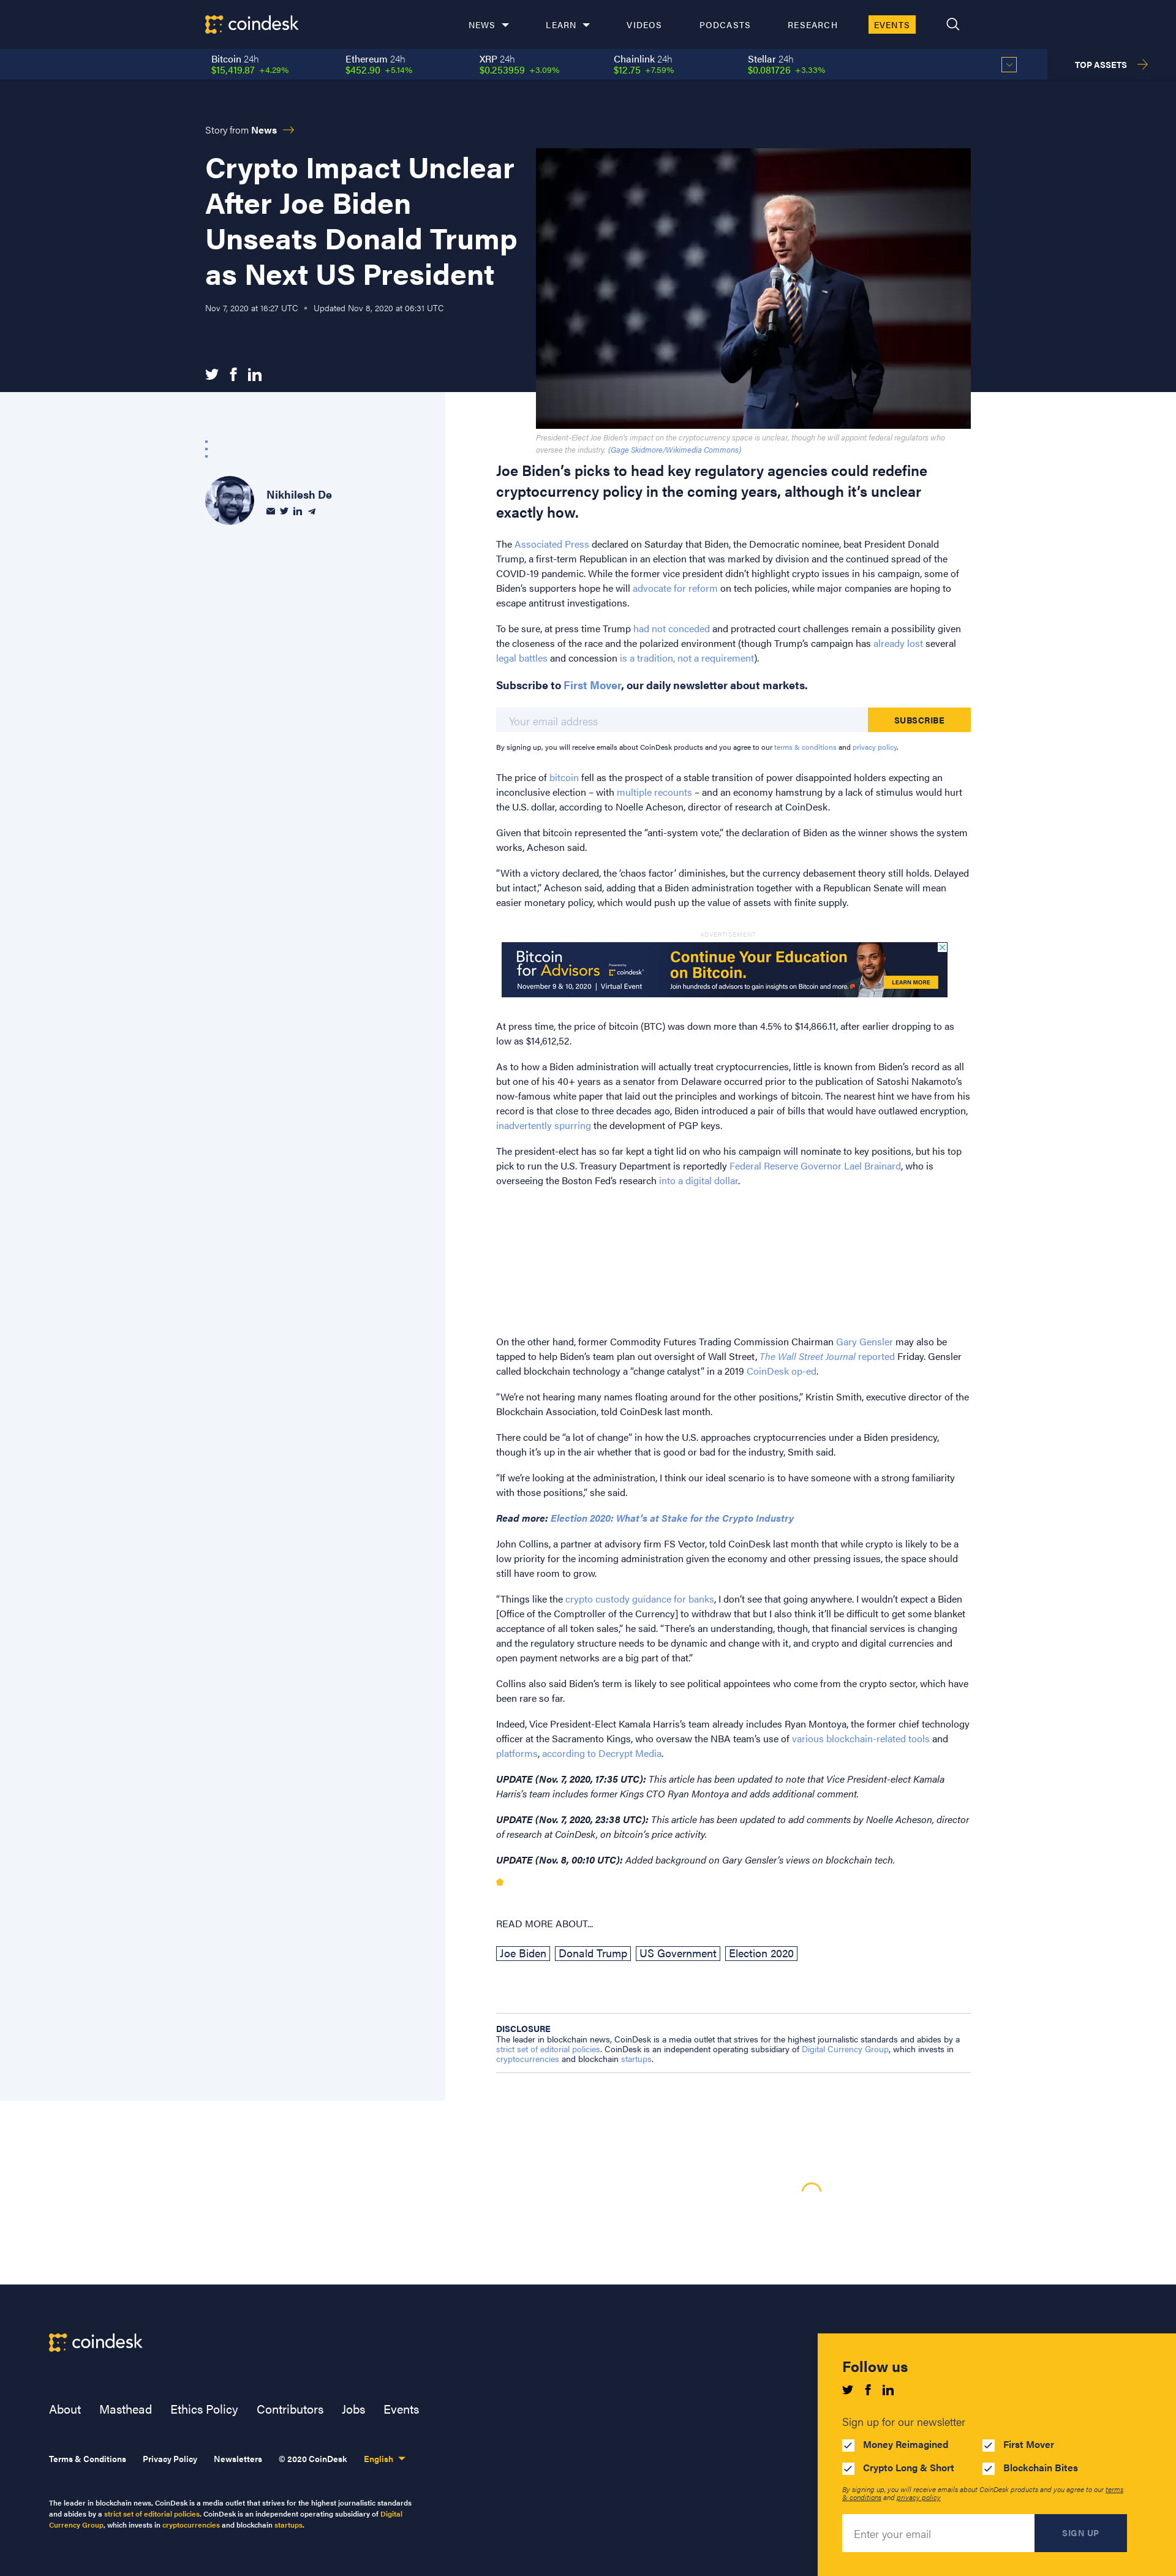 coindesk
NEWS LEARN VIDEOS PODCASTS RESEARCH EVENTS
Bitcoin 24h
$15,419.87 +4.29%
Ethereum 24h
$452.90 +5.14%
XRP 24h
$0.253959 +3.09%
Chainlink 24h
$12.75 +7.59%
Stellar 24h
$0.081726 +3.33%
TOP ASSETS
Story from News
Crypto Impact Unclear
After Joe Biden
Unseats Donald Trump
as Next US President
Nov 7, 2020 at 16:27 UTC • Updated Nov 8, 2020 at 06:31 UTC
President-Elect Joe Biden's impact on the cryptocurrency space is unclear, though he will appoint federal regulators who
oversee the industry. (Gage Skidmore/Wikimedia Commons)
Nikhilesh De
Joe Biden’s picks to head key regulatory agencies could redefine
cryptocurrency policy in the coming years, although it’s unclear
exactly how.
The Associated Press declared on Saturday that Biden, the Democratic nominee, beat President Donald
Trump, a first-term Republican in an election that was marked by division and the continued spread of the
COVID-19 pandemic. While the former vice president didn’t highlight crypto issues in his campaign, some of
Biden’s supporters hope he will advocate for reform on tech policies, while major companies are hoping to
escape antitrust investigations.
To be sure, at press time Trump had not conceded and protracted court challenges remain a possibility given
the closeness of the race and the polarized environment (though Trump’s campaign has already lost several
legal battles and concession is a tradition, not a requirement).
Subscribe to First Mover, our daily newsletter about markets.
Your email address
SUBSCRIBE
By signing up, you will receive emails about CoinDesk products and you agree to our terms & conditions and privacy policy.
The price of bitcoin fell as the prospect of a stable transition of power disappointed holders expecting an
inconclusive election – with multiple recounts – and an economy hamstrung by a lack of stimulus would hurt
the U.S. dollar, according to Noelle Acheson, director of research at CoinDesk.
Given that bitcoin represented the “anti-system vote,” the declaration of Biden as the winner shows the system
works, Acheson said.
“With a victory declared, the ‘chaos factor’ diminishes, but the currency debasement theory still holds. Delayed
but intact,” Acheson said, adding that a Biden administration together with a Republican Senate will mean
easier monetary policy, which would push up the value of assets with finite supply.
ADVERTISEMENT
Bitcoin
for Advisors
Presented by
coindesk
November 9 & 10, 2020 | Virtual Event
Continue Your Education
on Bitcoin.
Join hundreds of advisors to gain insights on Bitcoin and more.
LEARN MORE
At press time, the price of bitcoin (BTC) was down more than 4.5% to $14,866.11, after earlier dropping to as
low as $14,612,52.
As to how a Biden administration will actually treat cryptocurrencies, little is known from Biden’s record as all
but one of his 40+ years as a senator from Delaware occurred prior to the publication of Satoshi Nakamoto’s
now-famous white paper that laid out the principles and workings of bitcoin. The nearest hint we have from his
record is that close to three decades ago, Biden introduced a pair of bills that would have outlawed encryption,
inadvertently spurring the development of PGP keys.
The president-elect has so far kept a tight lid on who his campaign will nominate to key positions, but his top
pick to run the U.S. Treasury Department is reportedly Federal Reserve Governor Lael Brainard, who is
overseeing the Boston Fed’s research into a digital dollar.
On the other hand, former Commodity Futures Trading Commission Chairman Gary Gensler may also be
tapped to help Biden’s team plan out oversight of Wall Street, The Wall Street Journal reported Friday. Gensler
called blockchain technology a “change catalyst” in a 2019 CoinDesk op-ed.
“We’re not hearing many names floating around for the other positions,” Kristin Smith, executive director of the
Blockchain Association, told CoinDesk last month.
There could be “a lot of change” in how the U.S. approaches cryptocurrencies under a Biden presidency,
though it’s up in the air whether that is good or bad for the industry, Smith said.
“If we’re looking at the administration, I think our ideal scenario is to have someone with a strong familiarity
with those positions,” she said.
Read more: Election 2020: What’s at Stake for the Crypto Industry
John Collins, a partner at advisory firm FS Vector, told CoinDesk last month that while crypto is likely to be a
low priority for the incoming administration given the economy and other pressing issues, the space should
still have room to grow.
“Things like the crypto custody guidance for banks, I don’t see that going anywhere. I wouldn’t expect a Biden
[Office of the Comptroller of the Currency] to withdraw that but I also think it’ll be difficult to get some blanket
acceptance of all token sales,” he said. “There’s an understanding, though, that financial services is changing
and the regulatory structure needs to be dynamic and change with it, and crypto and digital currencies and
open payment networks are a big part of that.”
Collins also said Biden’s term is likely to see political appointees who come from the crypto sector, which have
been rare so far.
Indeed, Vice President-Elect Kamala Harris’s team already includes Ryan Montoya, the former chief technology
officer at the Sacramento Kings, who oversaw the NBA team’s use of various blockchain-related tools and
platforms, according to Decrypt Media.
UPDATE (Nov. 7, 2020, 17:35 UTC): This article has been updated to note that Vice President-elect Kamala
Harris’s team includes former Kings CTO Ryan Montoya and adds additional comment.
UPDATE (Nov. 7, 2020, 23:38 UTC): This article has been updated to add comments by Noelle Acheson, director
of research at CoinDesk, on bitcoin’s price activity.
UPDATE (Nov. 8, 00:10 UTC): Added background on Gary Gensler’s views on blockchain tech.
READ MORE ABOUT...
Joe Biden Donald Trump US Government Election 2020
DISCLOSURE
The leader in blockchain news, CoinDesk is a media outlet that strives for the highest journalistic standards and abides by a
strict set of editorial policies. CoinDesk is an independent operating subsidiary of Digital Currency Group, which invests in
cryptocurrencies and blockchain startups.
coindesk
About Masthead Ethics Policy Contributors Jobs Events
Terms & Conditions Privacy Policy Newsletters © 2020 CoinDesk English
The leader in blockchain news, CoinDesk is a media outlet that strives for the highest journalistic standards
and abides by a strict set of editorial policies. CoinDesk is an independent operating subsidiary of Digital
Currency Group, which invests in cryptocurrencies and blockchain startups.
Follow us
Sign up for our newsletter
Money Reimagined First Mover
Crypto Long & Short Blockchain Bites
By signing up, you will receive emails about CoinDesk products and you agree to our terms
& conditions and privacy policy
Enter your email
SIGN UP